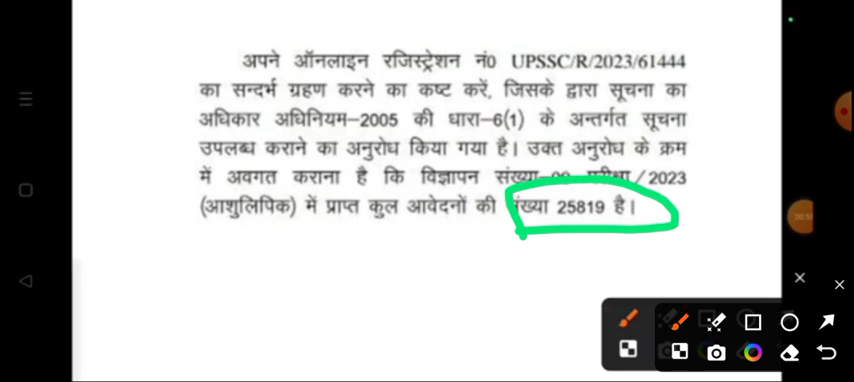 अपने ऑनलाइन रजिस्ट्रेशन नं0 UPSSC/R/2023/61444
का सन्दर्भ ग्रहण करने का कष्ट करें, जिसके द्वारा सूचना का
अधिकार अधिनियम-2005 की धारा-6(1) के अन्तर्गत सूचना
उपलब्ध कराने का अनुरोध किया गया है। उक्त अनुरोध के क्रम
में अवगत कराना है कि विज्ञापन परीक्षा/2023
(आशुलिपिक) में प्राप्त कुल आवेदनों की संख्या 25819 है।